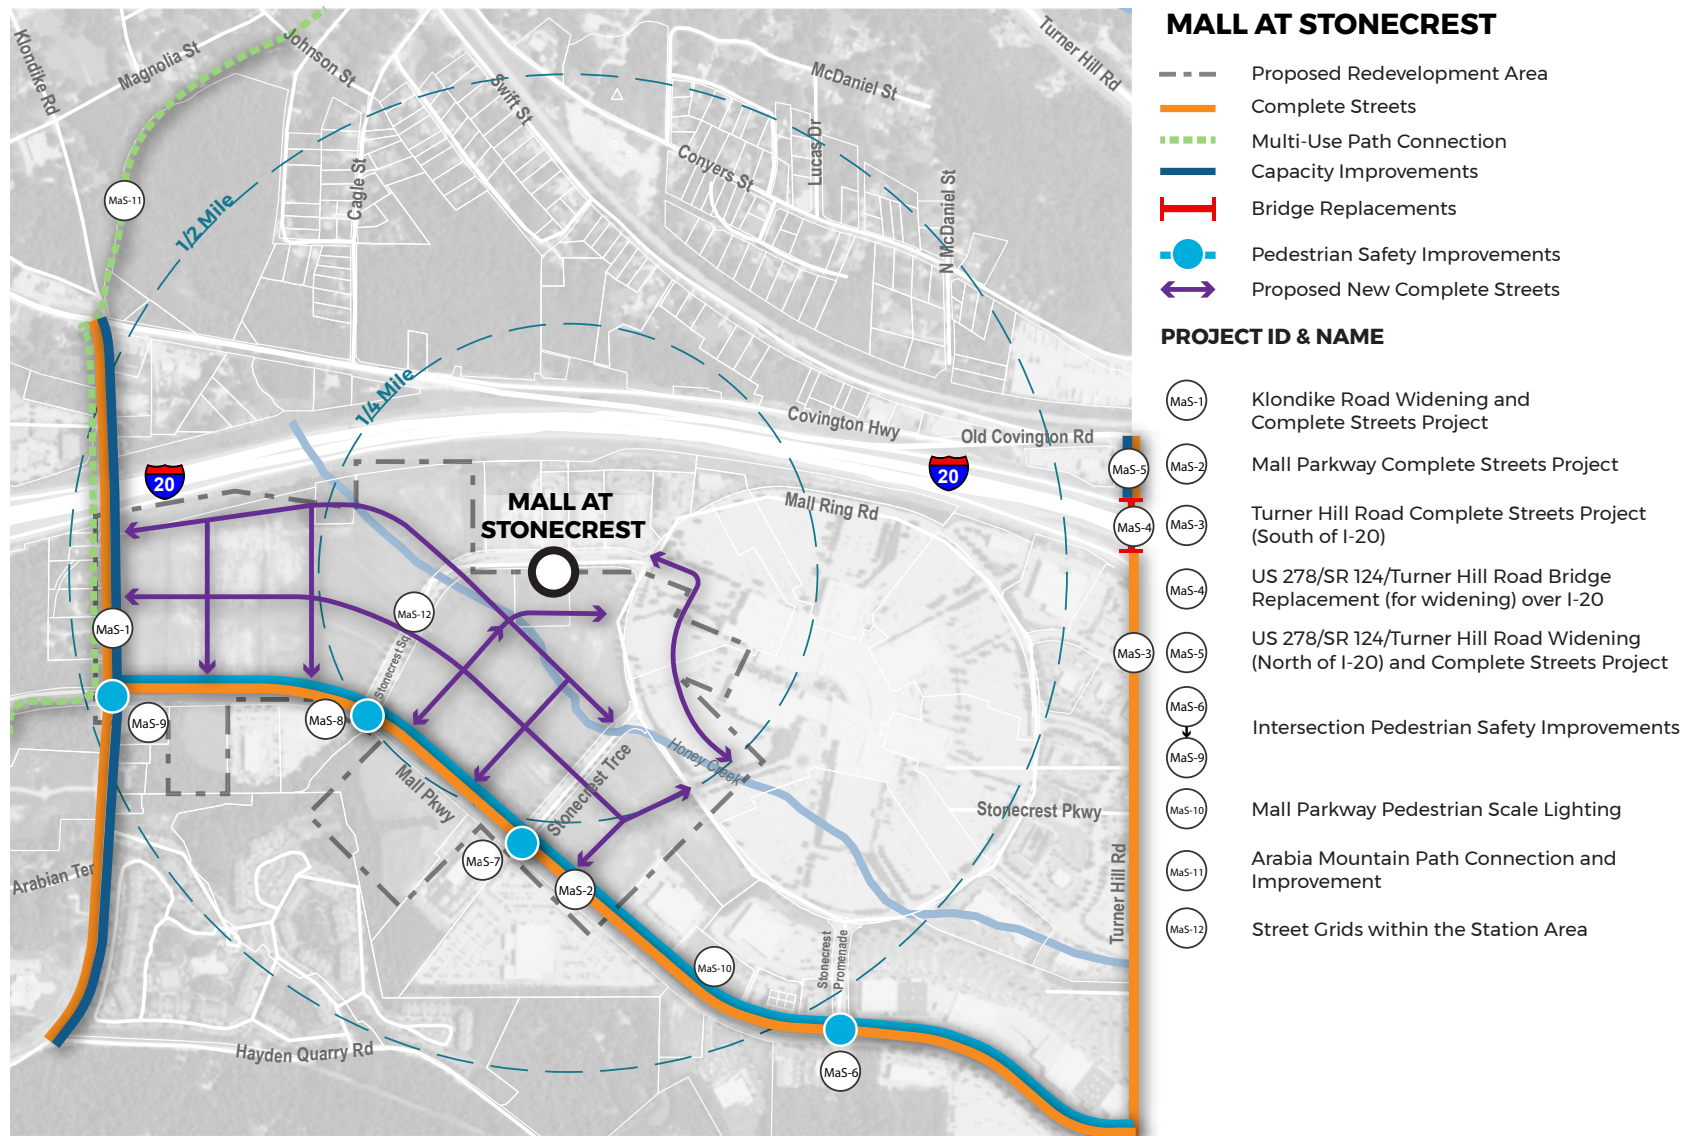 MALL AT STONECREST
Proposed Redevelopment Area
Complete Streets
Multi-Use Path Connection
Capacity Improvements
Bridge Replacements
Pedestrian Safety Improvements
Proposed New Complete Streets
PROJECT ID & NAME
MaS-1
Klondike Road Widening and
Complete Streets Project
MaS-2
Mall Parkway Complete Streets Project
MaS-3
Turner Hill Road Complete Streets Project
(South of I-20)
MaS-4
US 278/SR 124/Turner Hill Road Bridge
Replacement (for widening) over I-20
MaS-5
US 278/SR 124/Turner Hill Road Widening
(North of I-20) and Complete Streets Project
MaS-6
MaS-9
Intersection Pedestrian Safety Improvements
MaS-10
Mall Parkway Pedestrian Scale Lighting
MaS-11
Arabia Mountain Path Connection and
Improvement
MaS-12
Street Grids within the Station Area
Klondike Rd
Magnolia St
Johnson St
Swift St
McDaniel St
Turner Hill Rd
Cagle St
Conyers St
Lucas Dr
N McDaniel St
MaS-11
1/2 Mile
1/4 Mile
Covington Hwy
Old Covington Rd
20
20
MaS-5
MaS-4
MALL AT
STONECREST
Mall Ring Rd
MaS-12
MaS-1
Stonecrest Sq
MaS-3
MaS-9
MaS-8
Honey Creek
Mall Pkwy
Stonecrest Trce
Stonecrest Pkwy
MaS-7
MaS-2
Arabian Ter
Turner Hill Rd
MaS-10
Stonecrest
Promenade
Hayden Quarry Rd
MaS-6